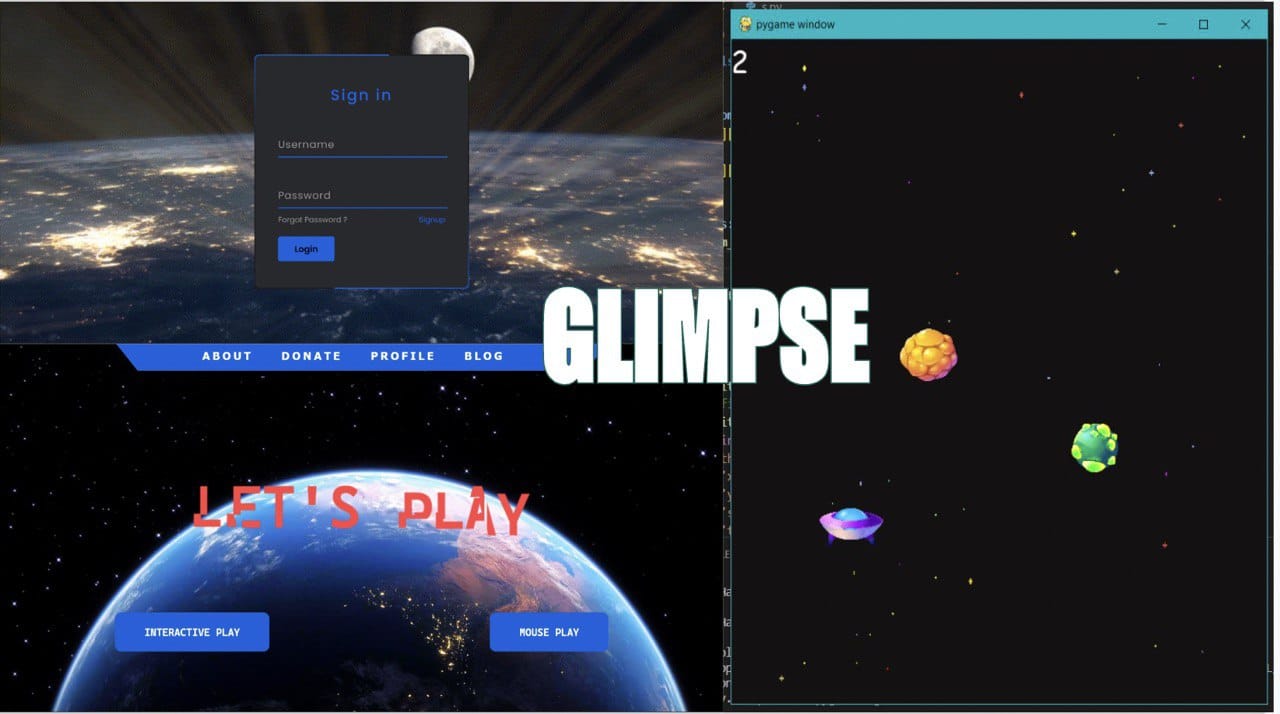 Sign in
Username
Password
Forgot Password ?
Signup
Login
ABOUT
DONATE
PROFILE
BLOG
GLIMPSE
LET'S PLAY
INTERACTIVE PLAY
MOUSE PLAY
s.py
pygame window
2